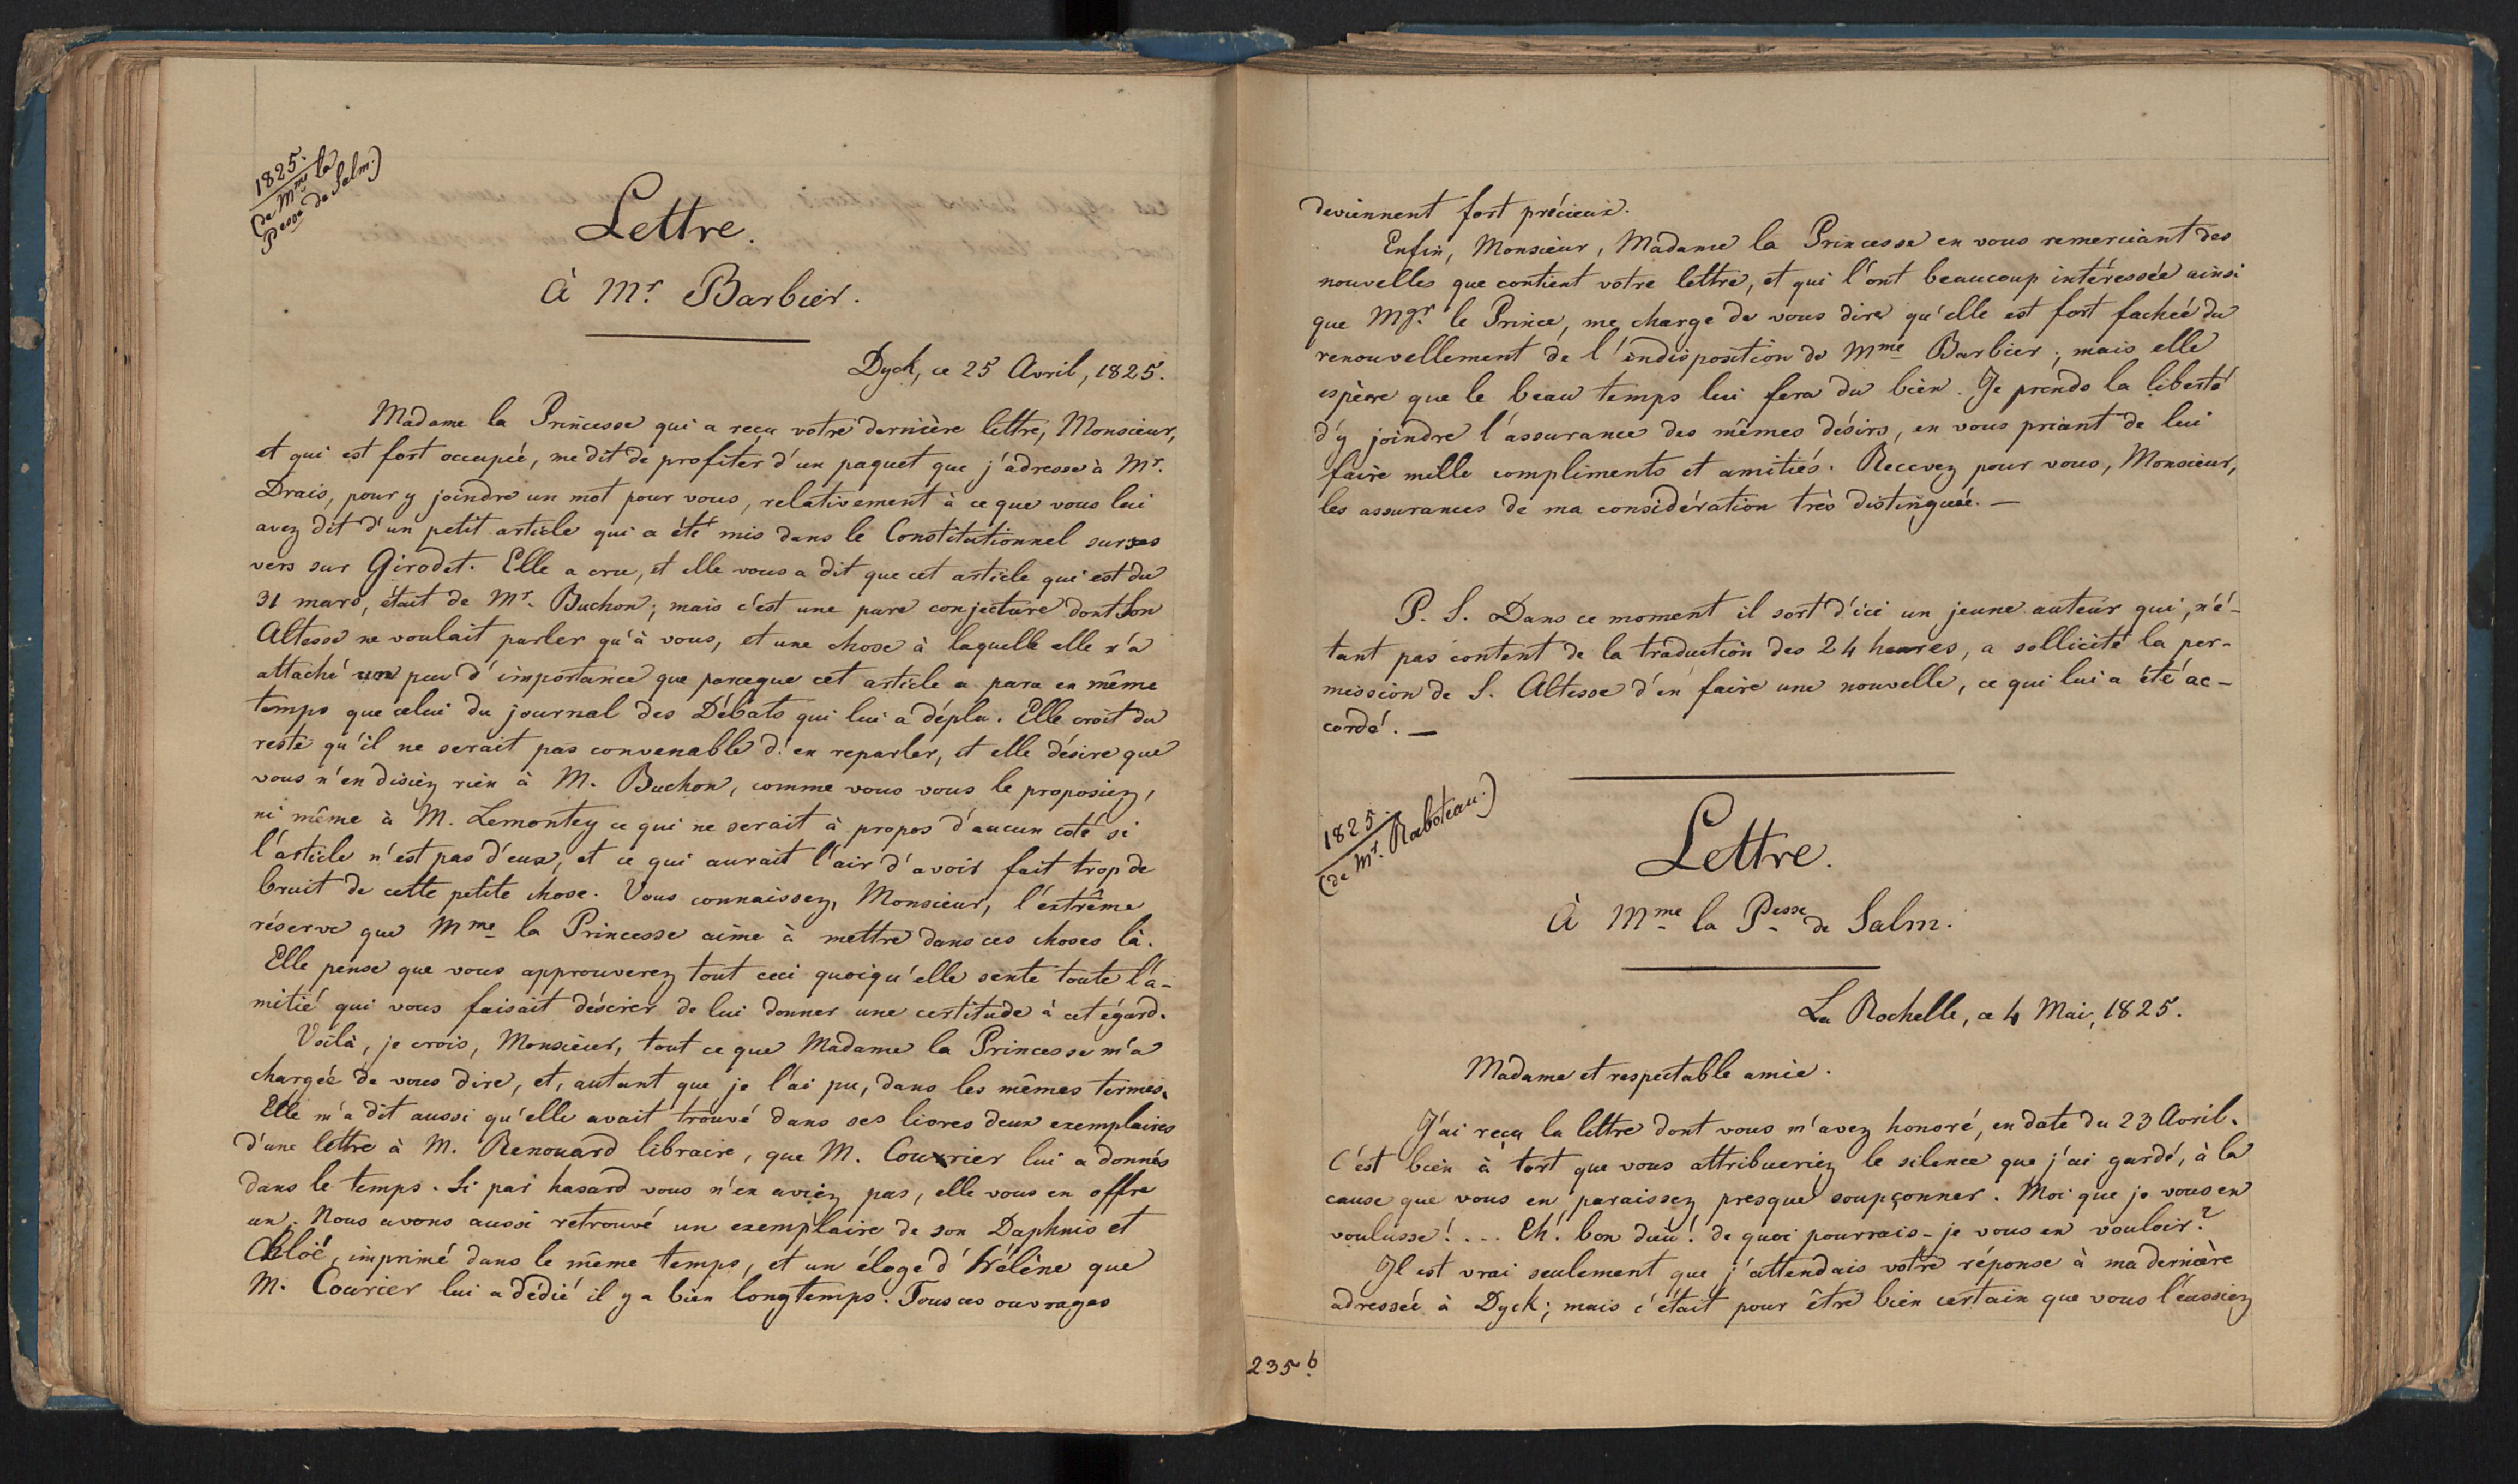 1825.
(de Mme la
Pesse de Salm.)
Lettre.
À Mr. Barbier.
Dyck, ce 25 Avril, 1825.
Madame la Princesse qui a reçu votre dernière lettre, Monsieur,
et qui est fort occupée, me dit de profiter d'un paquet que j'adresse à Mr.
Drais, pour y joindre un mot pour vous, relativement à ce que vous lui
avez dit d'un petit article qui a été mis dans le Constitutionnel sur ses
vers sur Girodet. Elle a cru, et elle vous a dit que cet article qui est du
31 mars, était de Mr. Buchon; mais c'est une pure conjecture dont Son
Altesse ne voulait parler qu'à vous, et une chose à laquelle elle n'a
attaché un peu d'importance que parceque cet article a paru en même
temps que celui du journal des Débats qui lui a déplu. Elle croit du
reste qu'il ne serait pas convenable d'en reparler, et elle désire que
vous n'en disiez rien à M. Buchon, comme vous vous le proposiez,
ni même à M. Lemontey ce qui ne serait à propos d'aucun coté si
l'article n'est pas d'eux, et ce qui aurait l'air d'avoir fait trop de
bruit de cette petite chose. Vous connaissez, Monsieur, l'extrême
réserve que Mme la Princesse aime à mettre dans ces choses là.
Elle pense que vous approuverez tout ceci quoiqu'elle sente toute l'a-
mitié qui vous faisait désirer de lui donner une certitude à cet égard.
Voilà, je crois, Monsieur, tout ce que Madame la Princesse m'a
chargée de vous dire, et, autant que je l'ai pu, dans les mêmes termes.
Elle m'a dit aussi qu'elle avait trouvé dans ses livres deux exemplaires
d'une lettre à M. Renouard libraire, que M. Courrier lui a donnés
dans le temps. Si par hasard vous n'en aviez pas, elle vous en offre
un. Nous avons aussi retrouvé un exemplaire de son Daphnis et
Chloé, imprimé dans le même temps, et un éloge d'Hélène que
M. Courier lui a dédié il y a bien longtemps. Tous ces ouvrages
deviennent fort précieux.
Enfin, Monsieur, Madame la Princesse en vous remerciant des
nouvelles que contient votre lettre, et qui l'ont beaucoup intéressée ainsi
que Mgr. le Prince, me charge de vous dire qu'elle est fort fachée du
renouvellement de l'indisposition de Mme Barbier; mais elle
espère que le beau temps lui fera du bien. Je prends la liberté
d'y joindre l'assurance des mêmes désirs, en vous priant de lui
faire mille compliments et amitiés. Recevez pour vous, Monsieur,
les assurances de ma considération très distinguée. —
P. S. Dans ce moment il sort d'ici un jeune auteur qui, n'é-
tant pas content de la traduction des 24 heures, a sollicité la per-
mission de S. Altesse d'en faire une nouvelle, ce qui lui a été ac-
cordé. —
1825.
(de Mr. Raboteau.)
Lettre.
À Mme la Pesse de Salm.
La Rochelle, ce 4 Mai, 1825.
Madame et respectable amie.
J'ai reçu la lettre dont vous m'avez honoré, en date du 23 Avril.
C'est bien à tort que vous attribueriez le silence que j'ai gardé, à la
cause que vous en paraissez presque soupçonner. Moi que je vous en
voulusse! ... Eh! bon dieu! de quoi pourrais-je vous en vouloir?
Il est vrai seulement que j'attendais votre réponse à ma dernière
adressée à Dyck; mais c'était pour être bien certain que vous l'eussiez
235 b